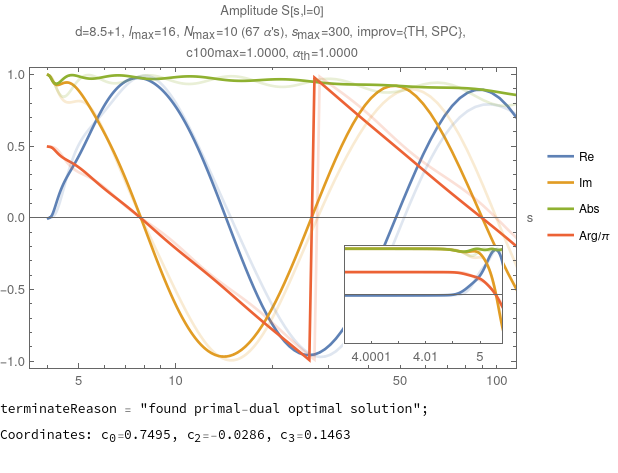 Amplitude S[s,l=0]
d=8.5+1, lmax=16, Nmax=10 (67 α's), smax=300, improv={TH, SPC},
c100max=1.0000, αth=1.0000
1.0
0.5
0.0
-0.5
-1.0
5
10
50
100
s
4.0001
4.01
5
Re
Im
Abs
Arg/π
terminateReason = "found primal-dual optimal solution";
Coordinates: c0=0.7495, c2=-0.0286, c3=0.1463